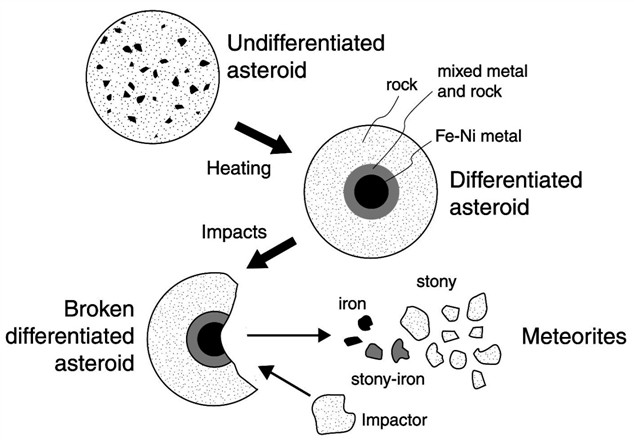 Undifferentiated
asteroid
mixed metal
and rock
rock
Fe-Ni metal
Heating
Differentiated
asteroid
Impacts
stony
iron
Broken
differentiated
asteroid
Meteorites
stony-iron
Impactor